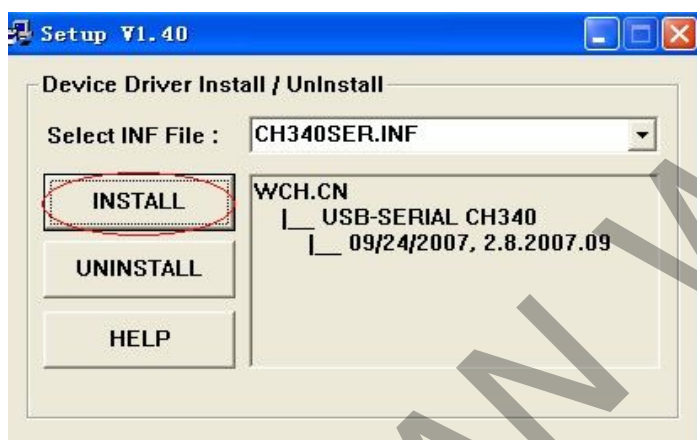 Setup V1.40
Device Driver Install / UnInstall
Select INF File : CH340SER.INF
INSTALL
WCH.CN
|__ USB-SERIAL CH340
|__ 09/24/2007, 2.8.2007.09
UNINSTALL
HELP